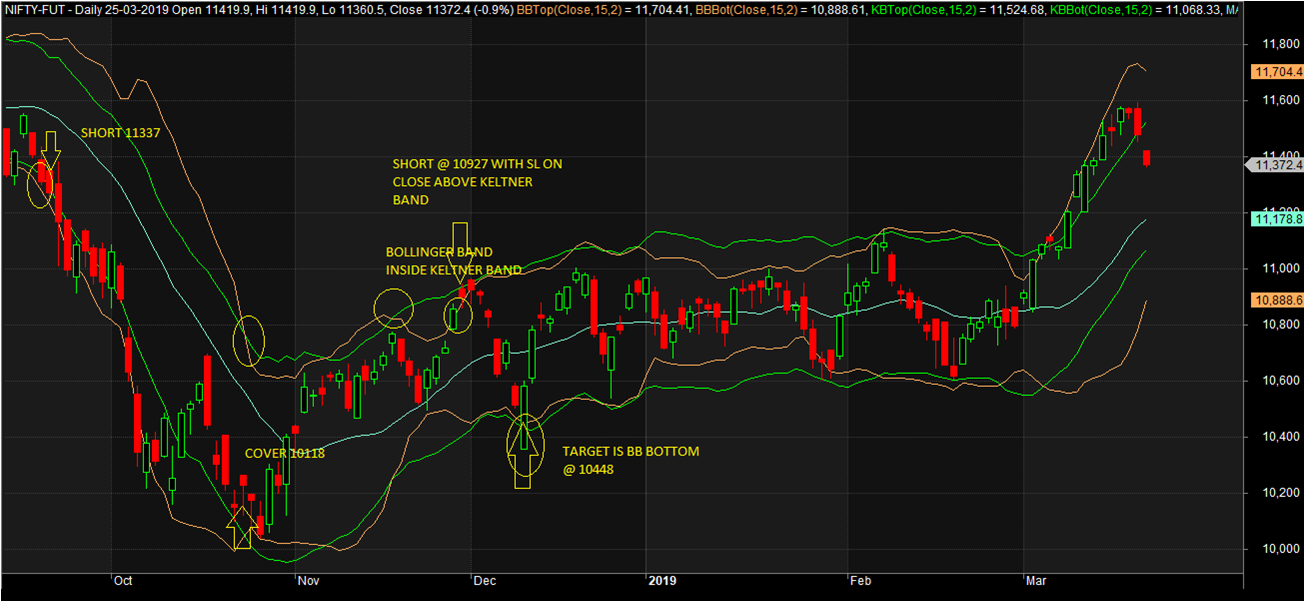 NIFTY-FUT - Daily 25-03-2019 Open 11419.9, Hi 11419.9, Lo 11360.5, Close 11372.4 (-0.9%) BBTop(Close,15,2) = 11,704.41, BBBot(Close,15,2) = 10,888.61, KBTop(Close,15,2) = 11,524.68, KBBot(Close,15,2) = 11,068.33,
11,800
11,704.4
11,600
SHORT 11337
11,400
11,372.4
SHORT @ 10927 WITH SL ON
CLOSE ABOVE KELTNER
BAND
11,200
11,178.8
BOLLINGER BAND
INSIDE KELTNER BAND
11,000
10,888.6
10,800
10,600
10,400
COVER 10118
TARGET IS BB BOTTOM
@ 10448
10,200
10,000
Oct Nov Dec 2019 Feb Mar